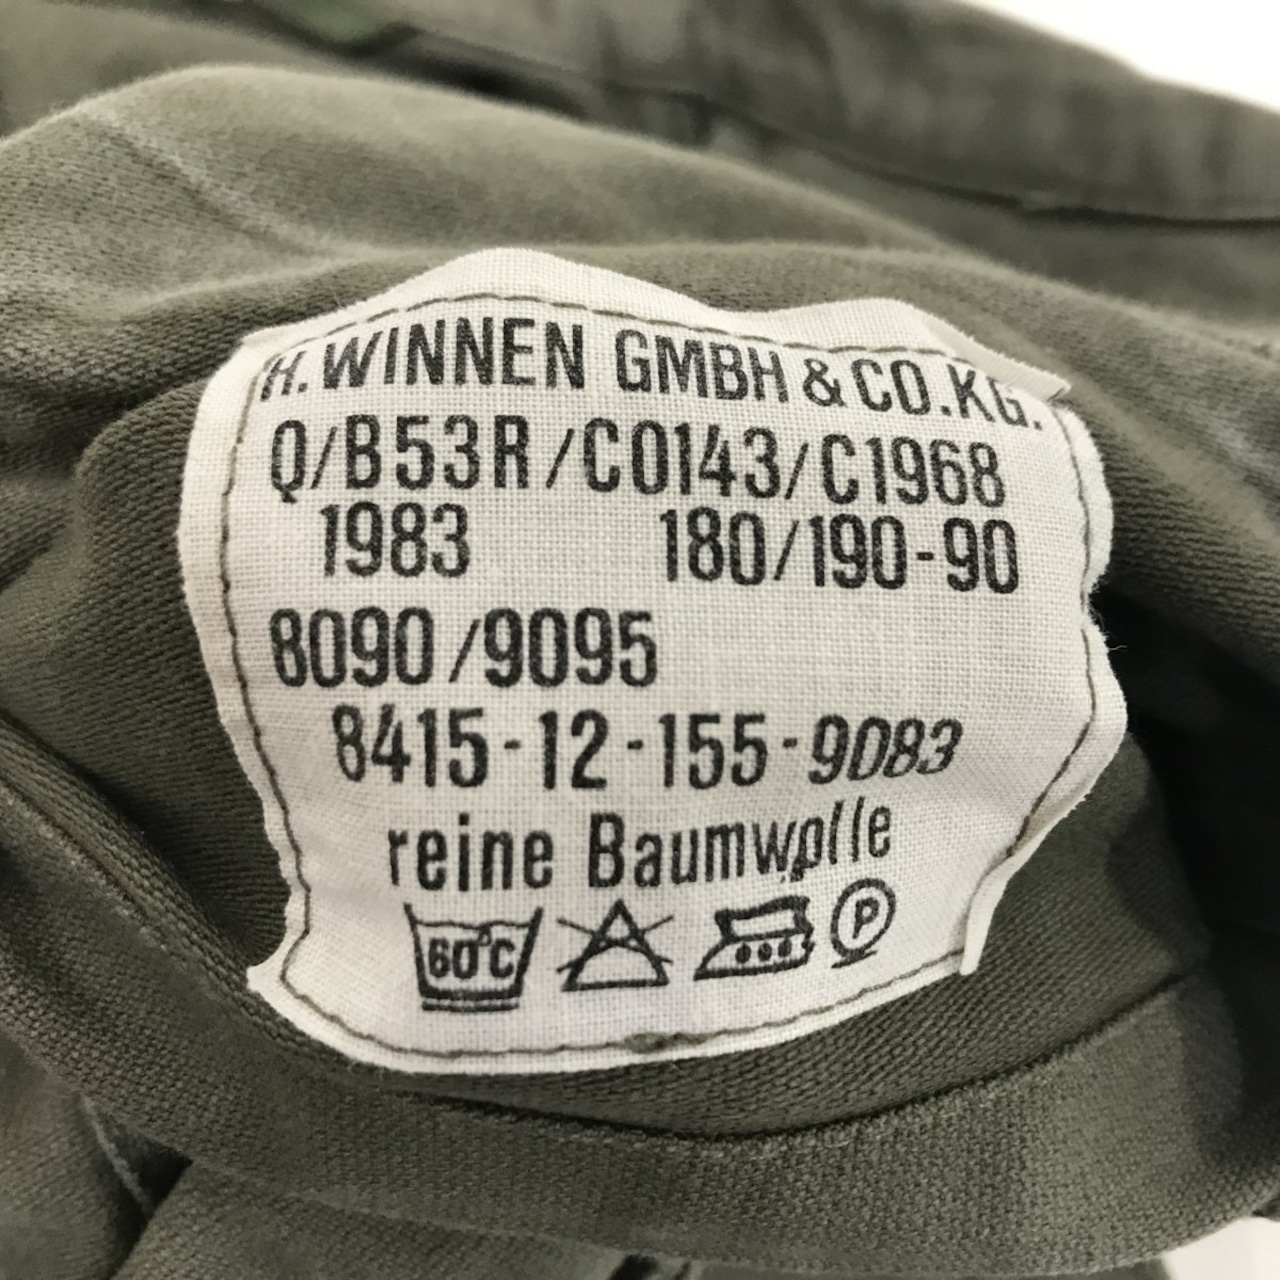 H. WINNEN GMBH & CO. KG.
Q/B53R/C0143/C1968
1983 180/190-90
8090/9095
8415-12-155-9083
reine Baumwolle
60°C P